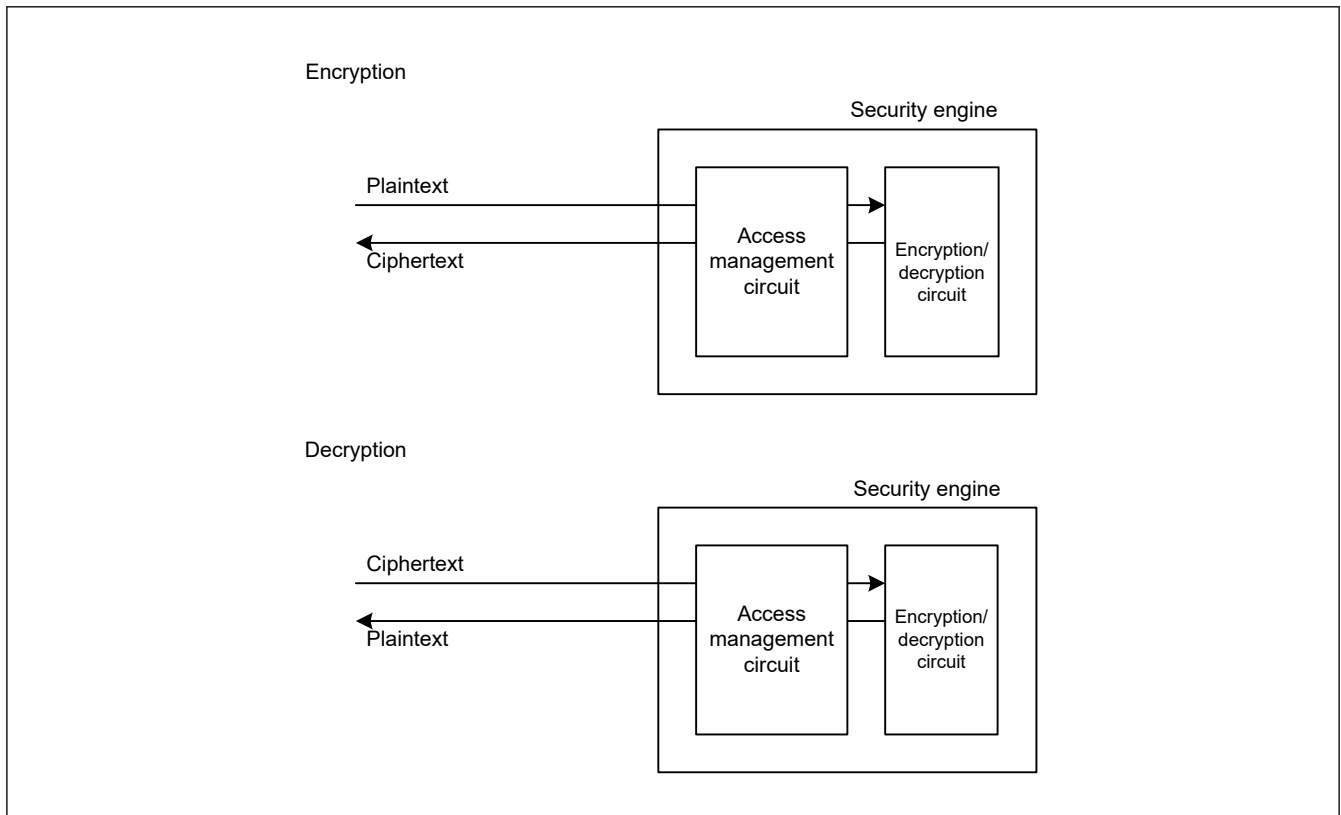 Encryption
Security engine
Plaintext
Ciphertext
Access
management
circuit
Encryption/
decryption
circuit
Decryption
Security engine
Ciphertext
Plaintext
Access
management
circuit
Encryption/
decryption
circuit